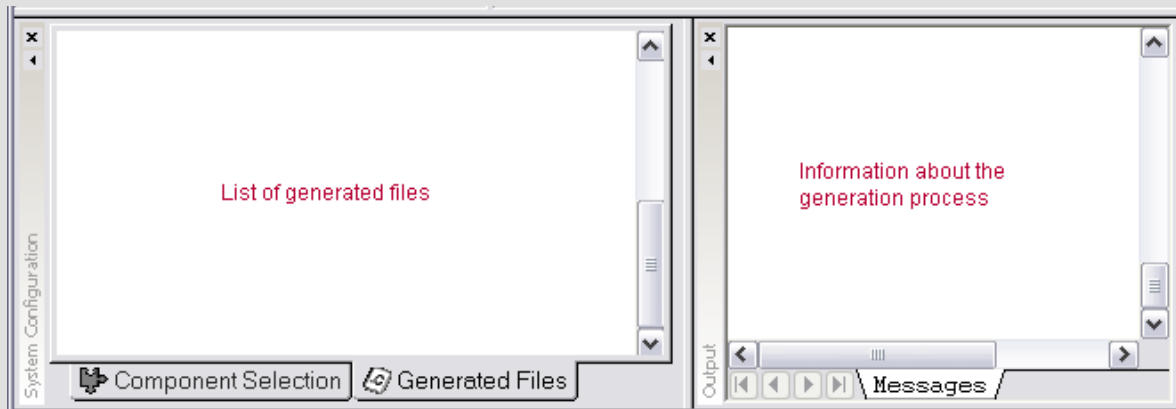 System Configuration
List of generated files
Component Selection
Generated Files
Output
Information about the
generation process
Messages